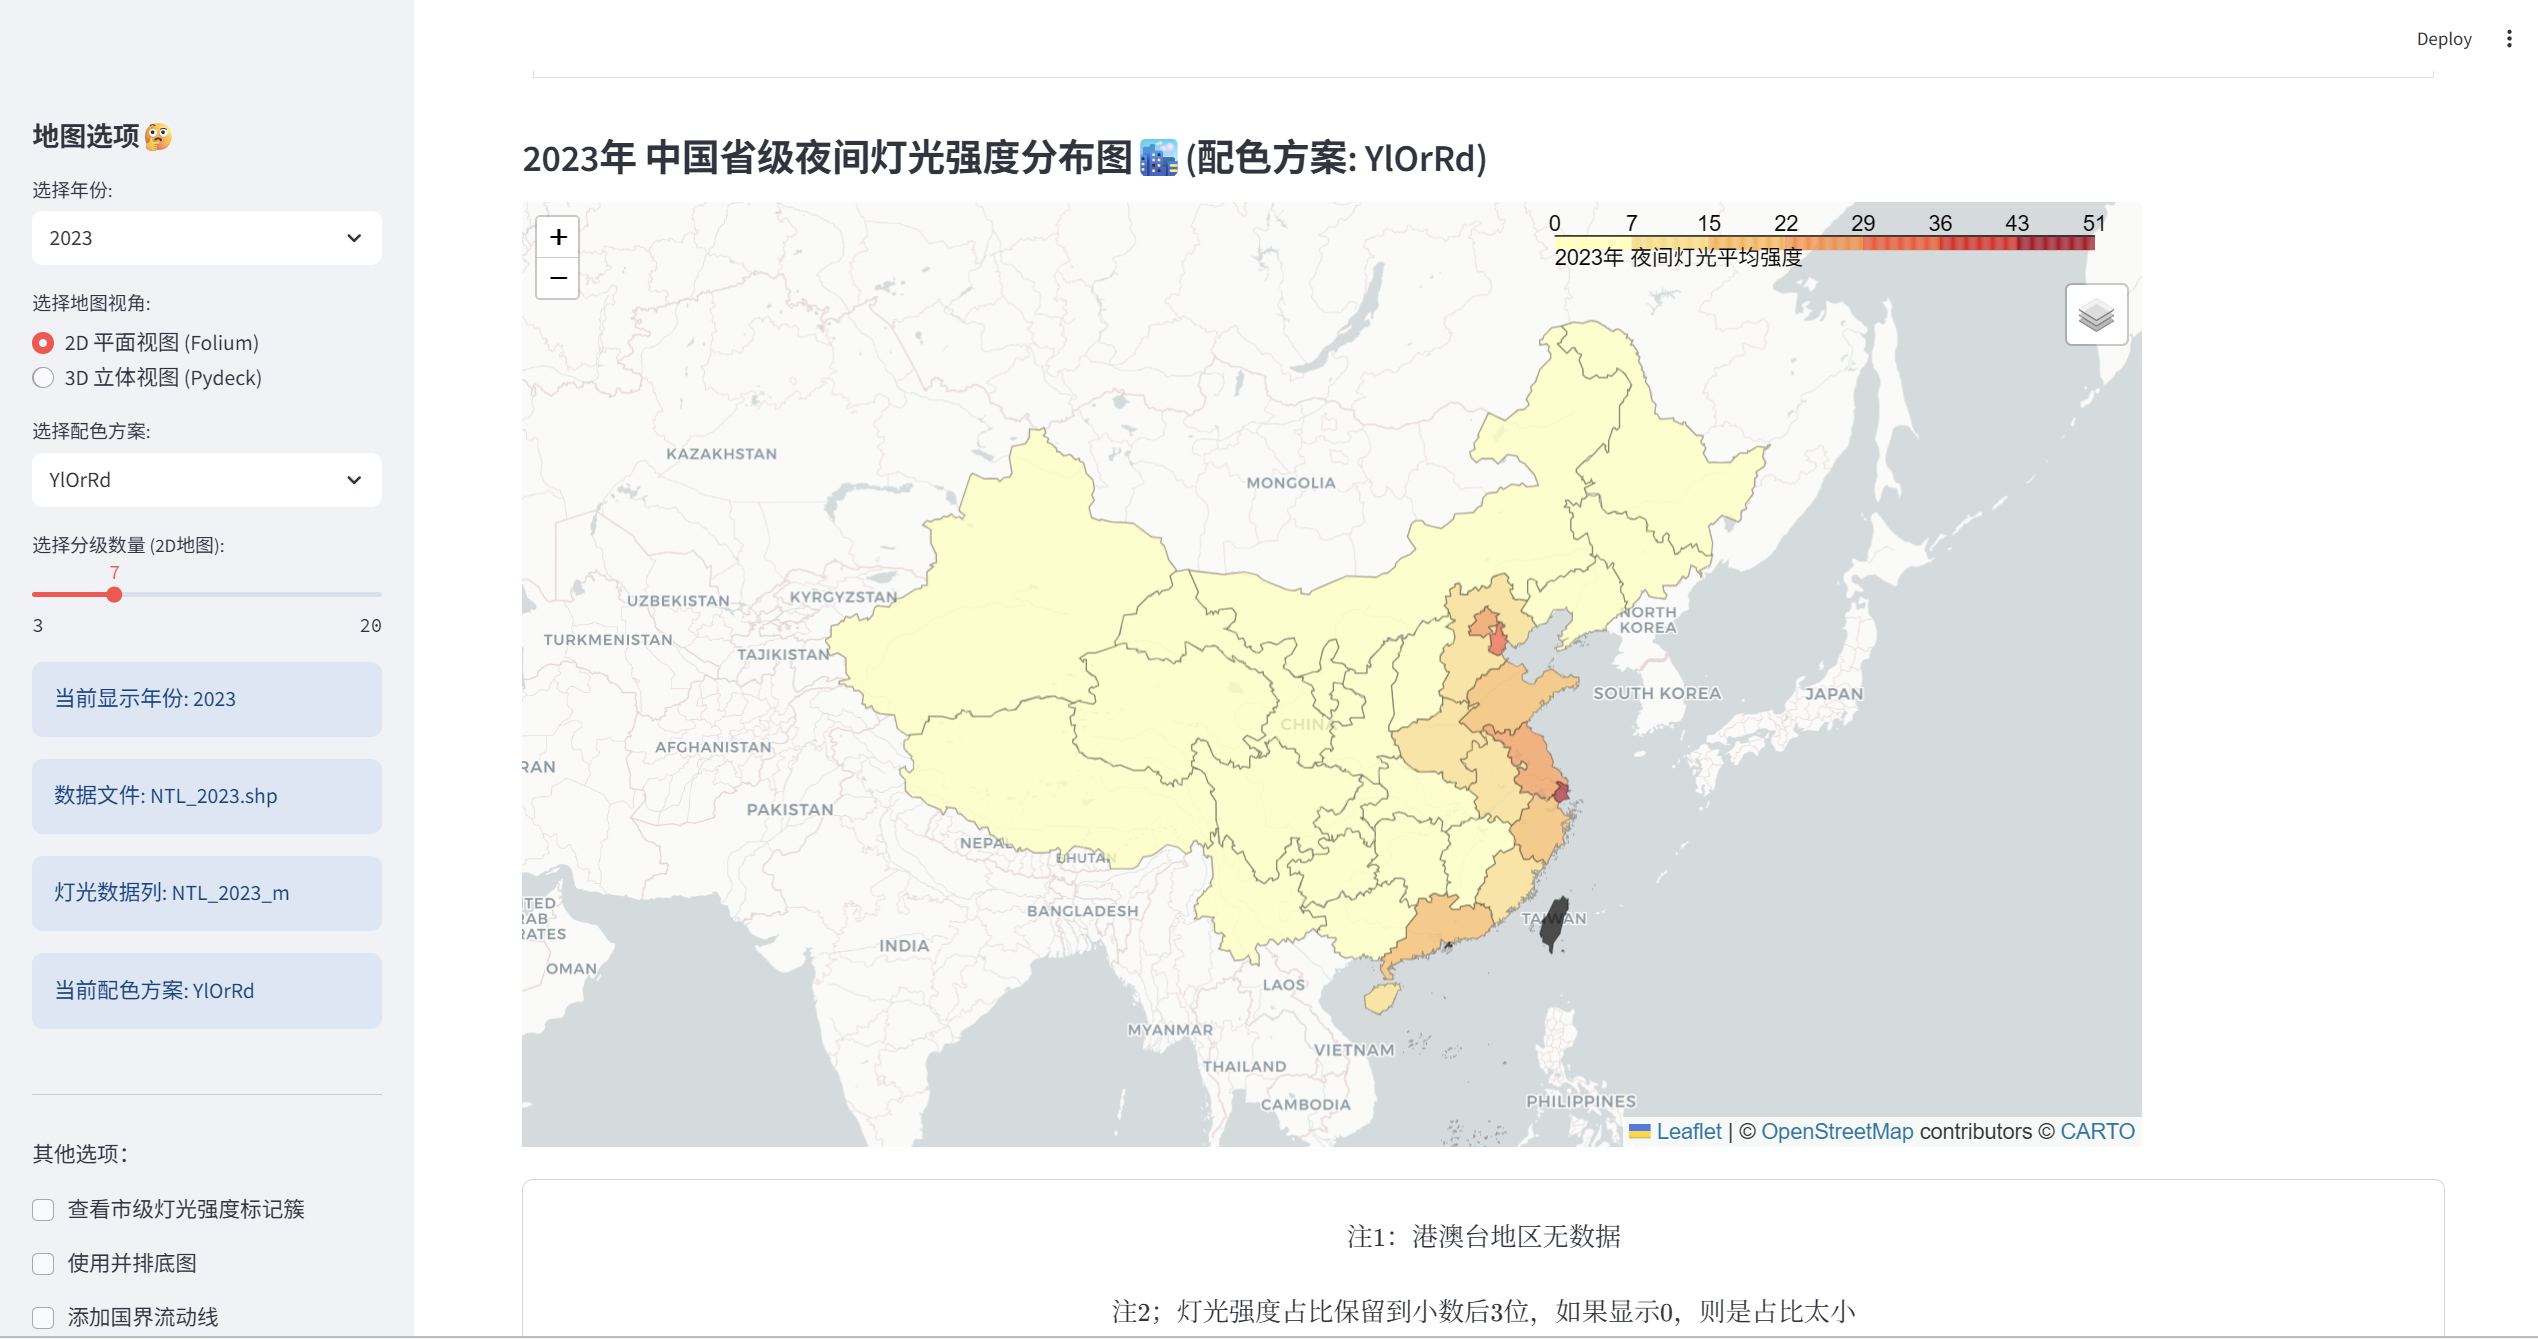 Deploy
地图选项
选择年份:
2023
选择地图视角:
2D 平面视图 (Folium)
3D 立体视图 (Pydeck)
选择配色方案:
YlOrRd
选择分级数量 (2D地图):
7
3 20
当前显示年份: 2023
数据文件: NTL_2023.shp
灯光数据列: NTL_2023_m
当前配色方案: YlOrRd
其他选项：
查看市级灯光强度标记簇
使用并排底图
添加国界流动线
2023年 中国省级夜间灯光强度分布图 (配色方案: YlOrRd)
+
−
0 7 15 22 29 36 43 51
2023年 夜间灯光平均强度
KAZAKHSTAN
MONGOLIA
UZBEKISTAN
KYRGYZSTAN
TURKMENISTAN
TAJIKISTAN
NORTH
KOREA
SOUTH KOREA
JAPAN
CHINA
AFGHANISTAN
RAN
PAKISTAN
NEPAL
BHUTAN
TED
RAB
RATES
BANGLADESH
TAIWAN
INDIA
OMAN
LAOS
MYANMAR
VIETNAM
THAILAND
CAMBODIA
PHILIPPINES
Leaflet | © OpenStreetMap contributors © CARTO
注1：港澳台地区无数据
注2；灯光强度占比保留到小数后3位，如果显示0，则是占比太小